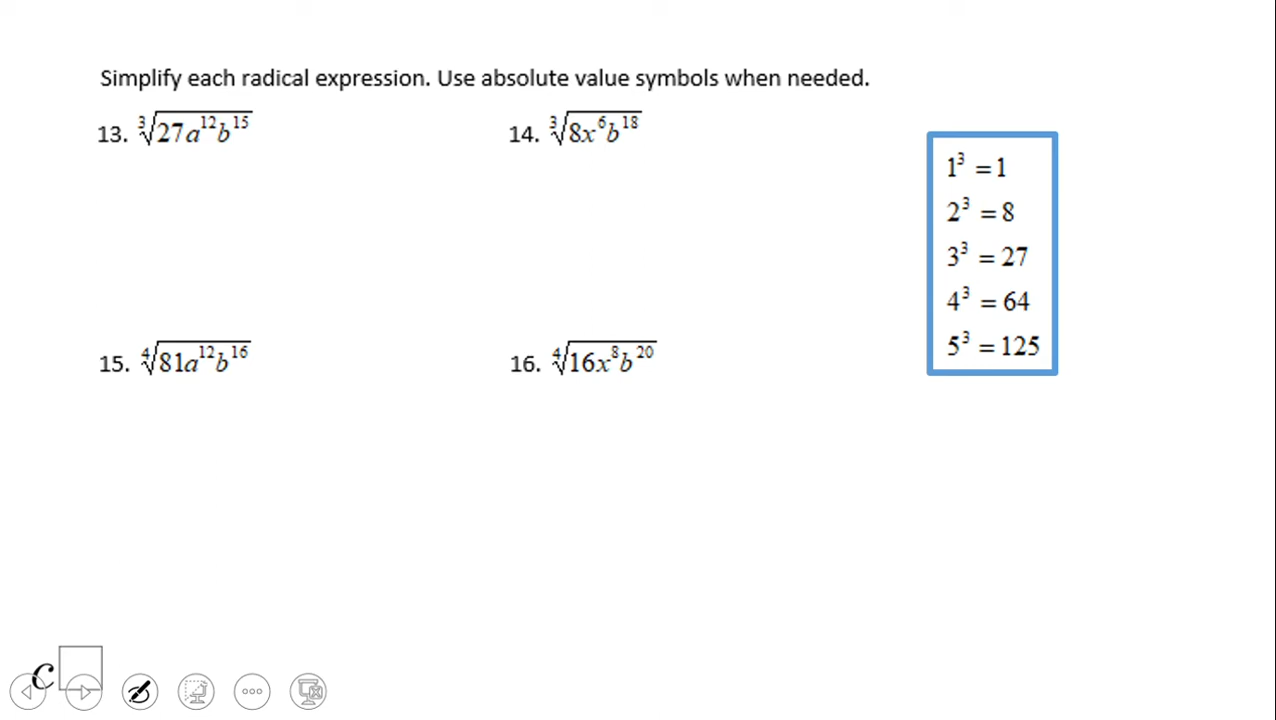 Simplify each radical expression. Use absolute value symbols when needed.
13. ∛27a¹²b¹⁵
14. ∛8x⁶b¹⁸
1³ = 1
2³ = 8
3³ = 27
4³ = 64
5³ = 125
15. ∜81a¹²b¹⁶
16. ∜16x⁸b²⁰
C